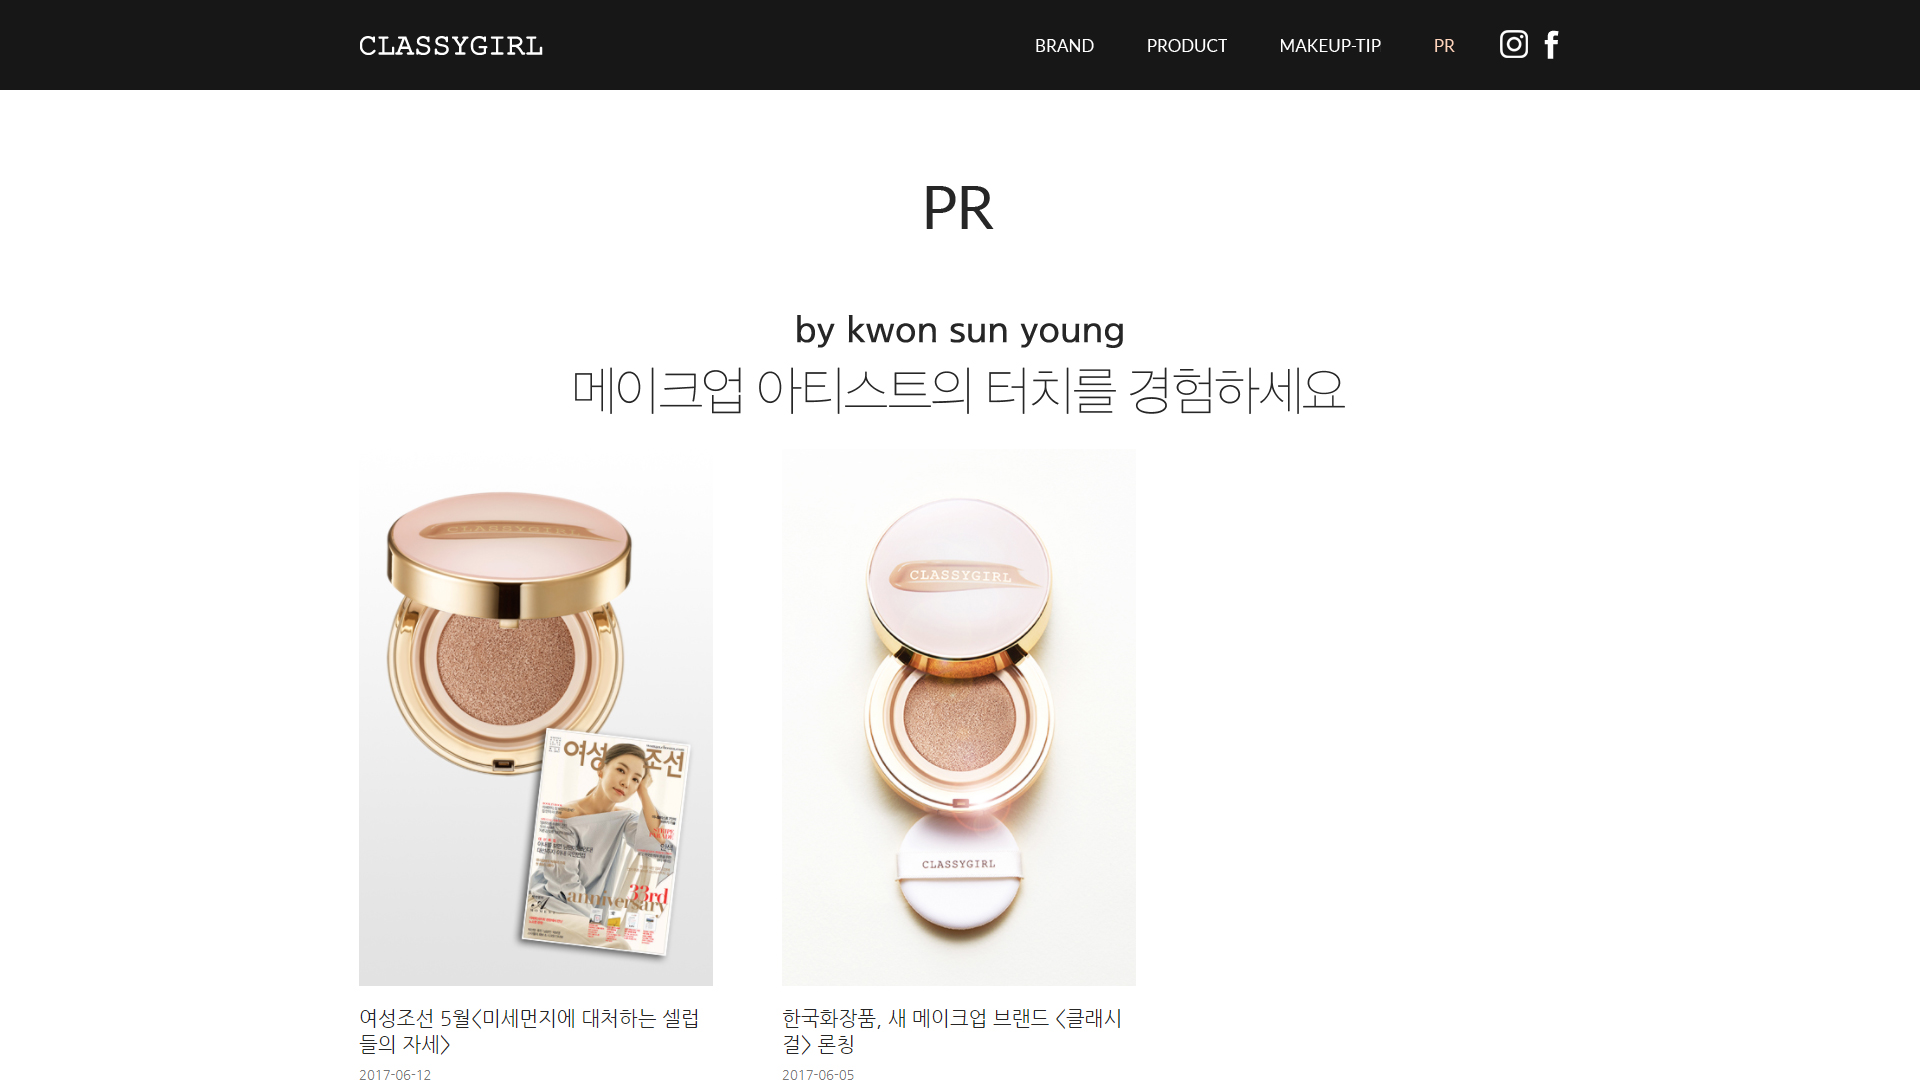 CLASSYGIRL
BRAND
PRODUCT
MAKEUP-TIP
PR
PR
by kwon sun young
메이크업 아티스트의 터치를 경험하세요
CLASSYGIRL
여성조선
33rd
anniversary
CLASSYGIRL
CLASSYGIRL
여성조선 5월<미세먼지에 대처하는 셀럽
들의 자세>
2017-06-12
한국화장품, 새 메이크업 브랜드 <클래시
걸> 론칭
2017-06-05